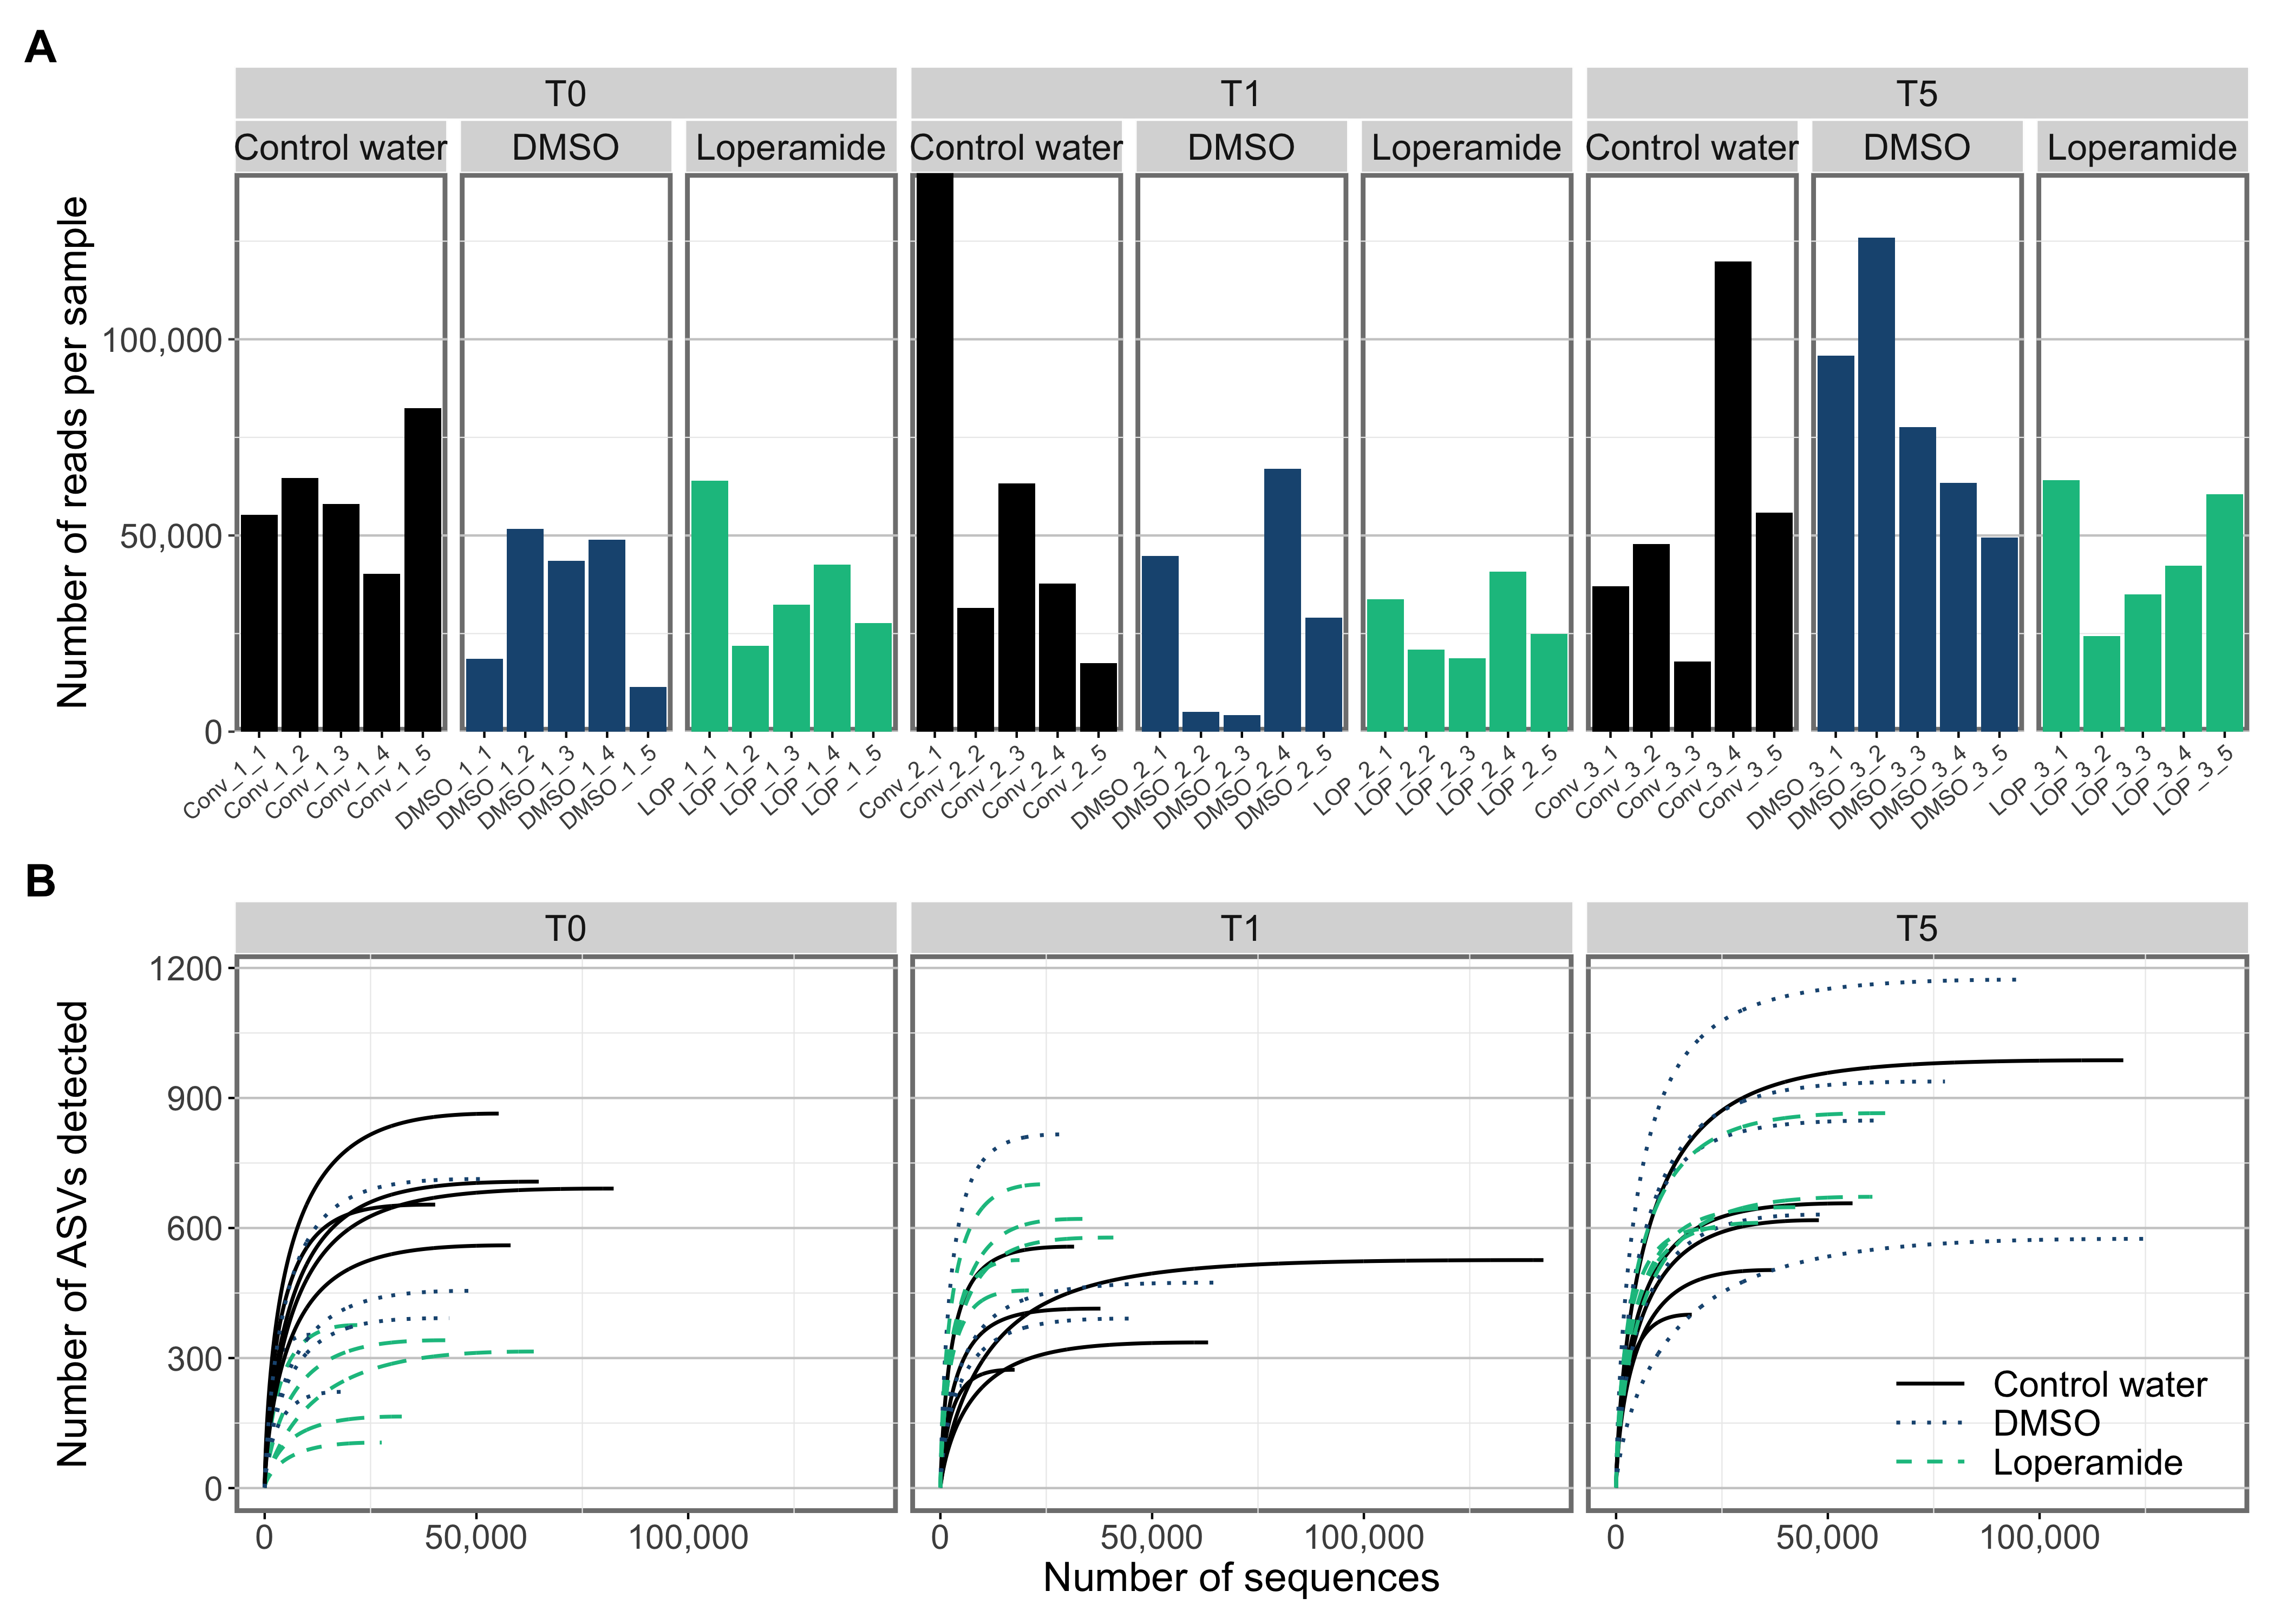 A
T0 T1 T5
Control water DMSO Loperamide Control water DMSO Loperamide Control water DMSO Loperamide
Number of reads per sample
100,000
50,000
0
Conv_1_1 Conv_1_2 Conv_1_3 Conv_1_4 Conv_1_5 DMSO_1_1 DMSO_1_2 DMSO_1_3 DMSO_1_4 DMSO_1_5 LOP_1_1 LOP_1_2 LOP_1_3 LOP_1_4 LOP_1_5 Conv_2_1 Conv_2_2 Conv_2_3 Conv_2_4 Conv_2_5 DMSO_2_1 DMSO_2_2 DMSO_2_3 DMSO_2_4 DMSO_2_5 LOP_2_1 LOP_2_2 LOP_2_3 LOP_2_4 LOP_2_5 Conv_3_1 Conv_3_2 Conv_3_3 Conv_3_4 Conv_3_5 DMSO_3_1 DMSO_3_2 DMSO_3_3 DMSO_3_4 DMSO_3_5 LOP_3_1 LOP_3_2 LOP_3_3 LOP_3_4 LOP_3_5
B
T0 T1 T5
Number of ASVs detected
1200
900
600
300
0
Control water
DMSO
Loperamide
0 50,000 100,000 0 50,000 100,000 0 50,000 100,000
Number of sequences